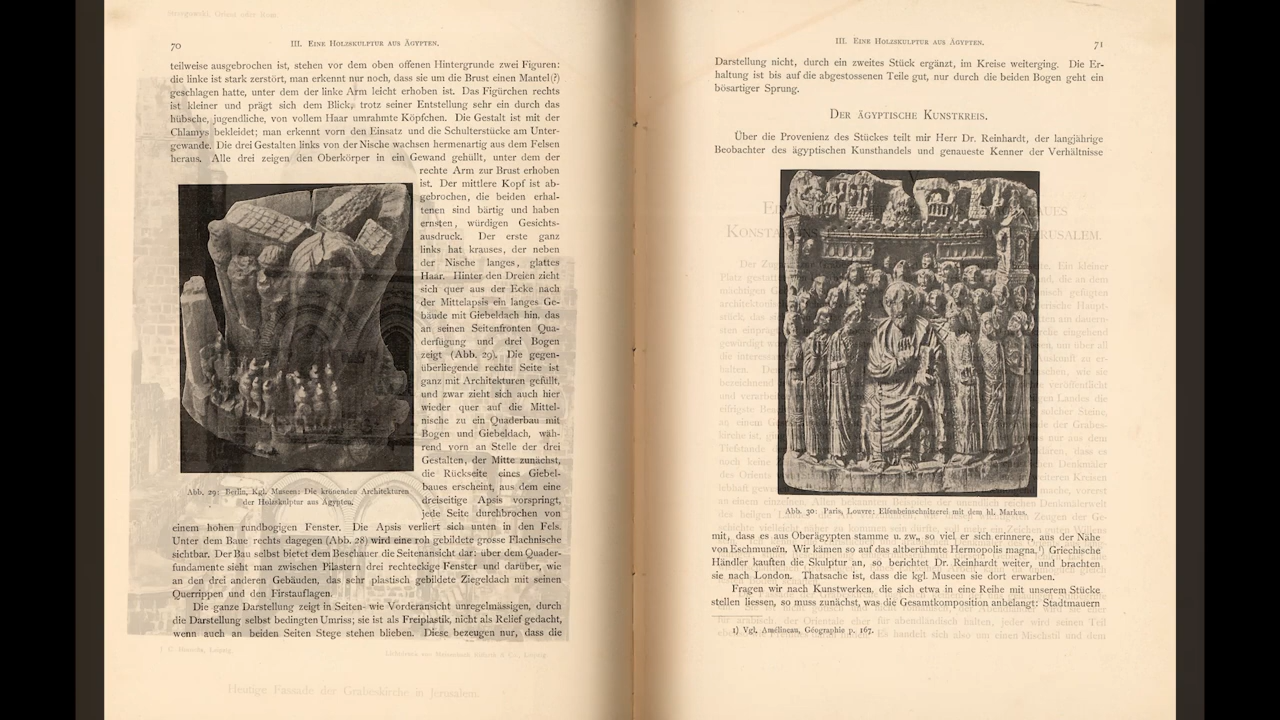 Strzygowski, Orient oder Rom.
70
III. Eine Holzskulptur aus Ägypten.
teilweise ausgebrochen ist, stehen vor dem oben offenen Hintergrunde zwei Figuren:
die linke ist stark zerstört, man erkennt nur noch, dass sie um die Brust einen Mantel(?)
geschlagen hatte, unter dem der linke Arm leicht erhoben ist. Das Figürchen rechts
ist kleiner und prägt sich dem Blick, trotz seiner Entstellung sehr ein durch das
hübsche, jugendliche, von vollem Haar umrahmte Köpfchen. Die Gestalt ist mit der
Chlamys bekleidet; man erkennt vorn den Einsatz und die Schulterstücke am Unter-
gewande. Die drei Gestalten links von der Nische wachsen hermenartig aus dem Felsen
heraus. Alle drei zeigen den Oberkörper in ein Gewand gehüllt, unter dem der
rechte Arm zur Brust erhoben
ist. Der mittlere Kopf ist ab-
gebrochen, die beiden erhal-
tenen sind bärtig und haben
ernsten, würdigen Gesichts-
ausdruck. Der erste ganz
links hat krauses, der neben
der Nische langes, glattes
Haar. Hinter den Dreien zieht
sich quer aus der Ecke nach
der Mittelapsis ein langes Ge-
bäude mit Giebeldach hin, das
an seinen Seitenfronten Qua-
derfügung und drei Bogen
zeigt (Abb. 29). Die gegen-
überliegende rechte Seite ist
ganz mit Architekturen gefüllt,
und zwar zieht sich auch hier
wieder quer auf die Mittel-
nische zu ein Quaderbau mit
Bogen und Giebeldach, wäh-
rend vorn an Stelle der drei
Gestalten, der Mitte zunächst,
die Rückseite eines Giebel-
baues erscheint, aus dem eine
dreiseitige Apsis vorspringt,
jede Seite durchbrochen von
Abb. 29: Berlin, Kgl. Museen: Die krönenden Architekturen
der Holzskulptur aus Ägypten.
einem hohen rundbogigen Fenster. Die Apsis verliert sich unten in den Fels.
Unter dem Baue rechts dagegen (Abb. 28) wird eine roh gebildete grosse Flachnische
sichtbar. Der Bau selbst bietet dem Beschauer die Seitenansicht dar: über dem Quader-
fundamente sieht man zwischen Pilastern drei rechteckige Fenster und darüber, wie
an den drei anderen Gebäuden, das sehr plastisch gebildete Ziegeldach mit seinen
Querrippen und den Firstauflagen.
Die ganze Darstellung zeigt in Seiten- wie Vorderansicht unregelmässigen, durch
die Darstellung selbst bedingten Umriss; sie ist als Freiplastik, nicht als Relief gedacht,
wenn auch an beiden Seiten Stege stehen blieben. Diese bezeugen nur, dass die
J. C. Hinrichs, Leipzig.
Heutige Fassade der Grabeskirche in Jerusalem.
III. Eine Holzskulptur aus Ägypten.
71
Darstellung nicht, durch ein zweites Stück ergänzt, im Kreise weiterging. Die Er-
haltung ist bis auf die abgestossenen Teile gut, nur durch die beiden Bogen geht ein
bösartiger Sprung.
Der ägyptische Kunstkreis.
Über die Provenienz des Stückes teilt mir Herr Dr. Reinhardt, der langjährige
Beobachter des ägyptischen Kunsthandels und genaueste Kenner der Verhältnisse
Abb. 30: Paris, Louvre: Elfenbeinschnitzerei mit dem hl. Markus.
mit, dass es aus Oberägypten stamme u. zw., so viel er sich erinnere, aus der Nähe
von Eschmuneïn. Wir kämen so auf das altberühmte Hermopolis magna.¹) Griechische
Händler kauften die Skulptur an, so berichtet Dr. Reinhardt weiter, und brachten
sie nach London. Thatsache ist, dass die kgl. Museen sie dort erwarben.
Fragen wir nach Kunstwerken, die sich etwa in eine Reihe mit unserem Stücke
stellen liessen, so muss zunächst, was die Gesamtkomposition anbelangt: Stadtmauern
1) Vgl. Amélineau, Géographie p. 167.